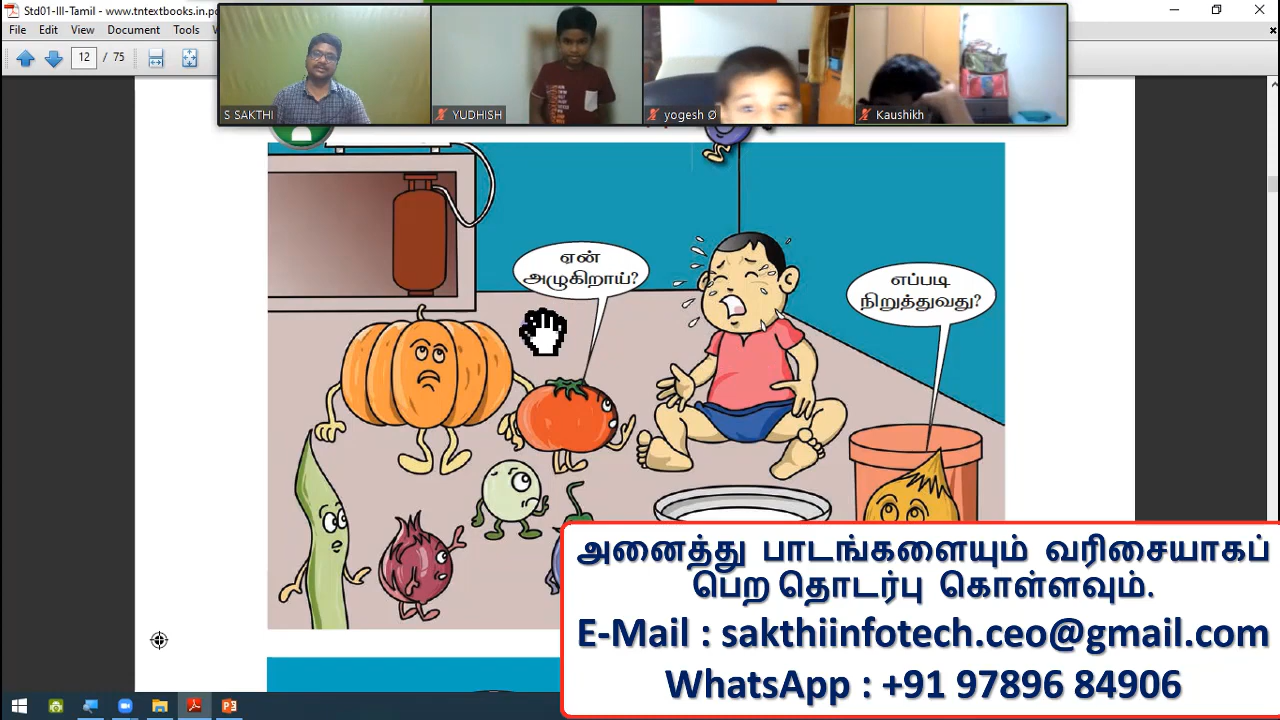 Std01-III-Tamil - www.tntextbooks.in.p
File Edit View Document Tools
12 / 75
S SAKTHI
YUDHISH
yogesh
Kaushikh
ஏன்
அழுகிறாய்?
எப்படி
நிறுத்துவது?
அனைத்து பாடங்களையும் வரிசையாகப்
பெற தொடர்பு கொள்ளவும்.
E-Mail : sakthiinfotech.ceo@gmail.com
WhatsApp : +91 97896 84906